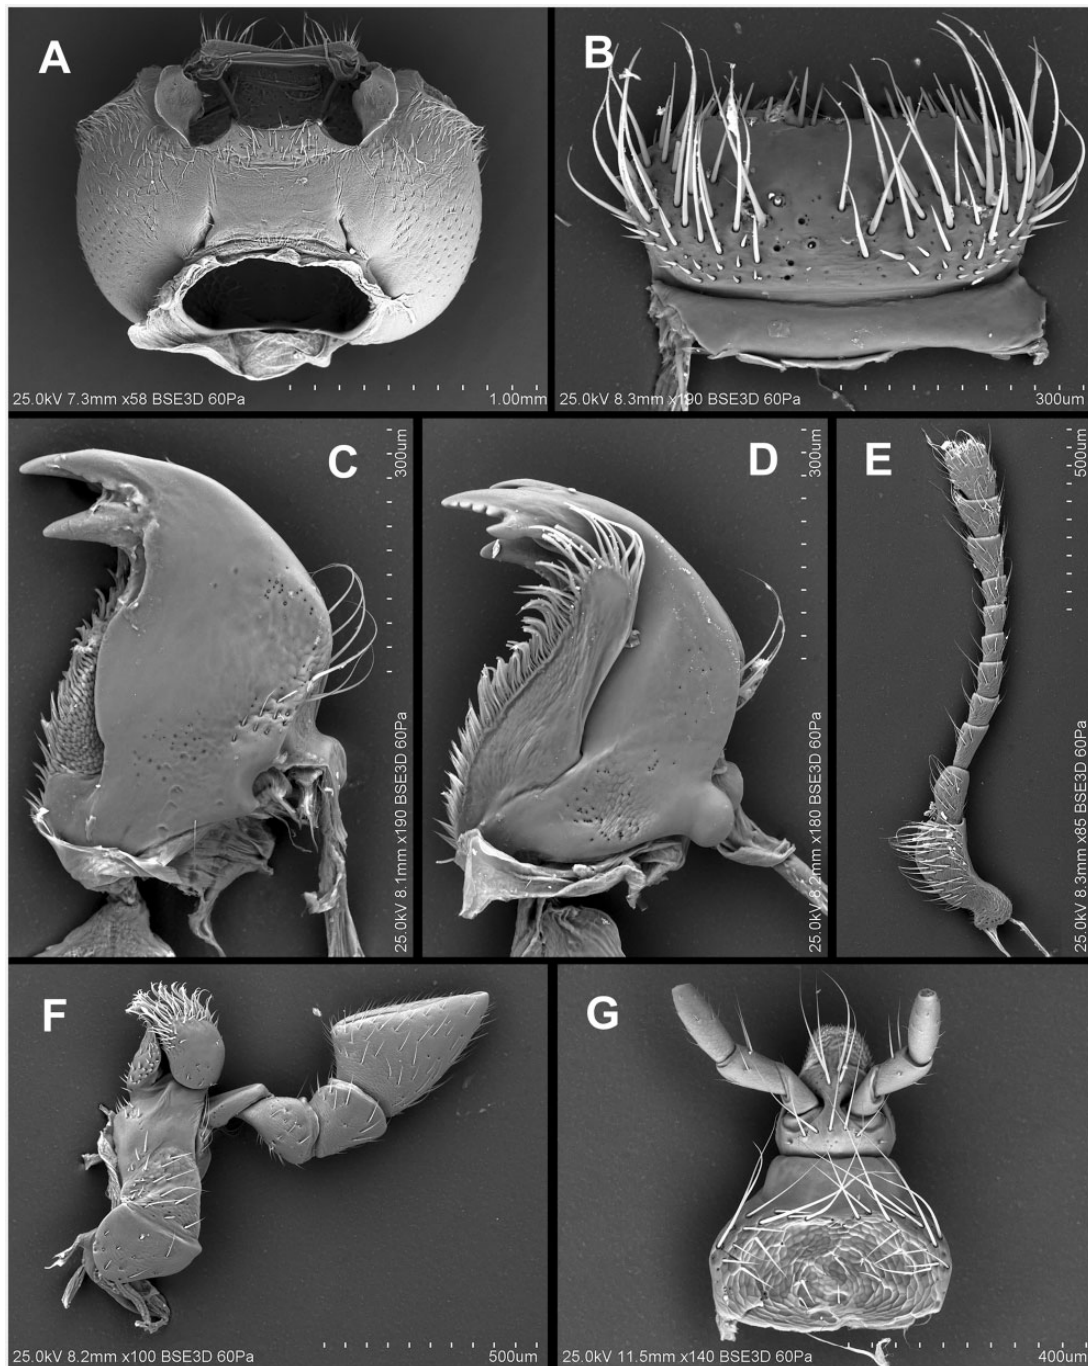 A
25.0kV 7.3mm x58 BSE3D 60Pa
1.00mm
B
25.0kV 8.3mm x190 BSE3D 60Pa
300um
C
25.0kV 8.1mm x190 BSE3D 60Pa
300um
D
25.0kV 8.2mm x180 BSE3D 60Pa
300um
E
25.0kV 8.3mm x85 BSE3D 60Pa
500um
F
25.0kV 8.2mm x100 BSE3D 60Pa
500um
G
25.0kV 11.5mm x140 BSE3D 60Pa
400um